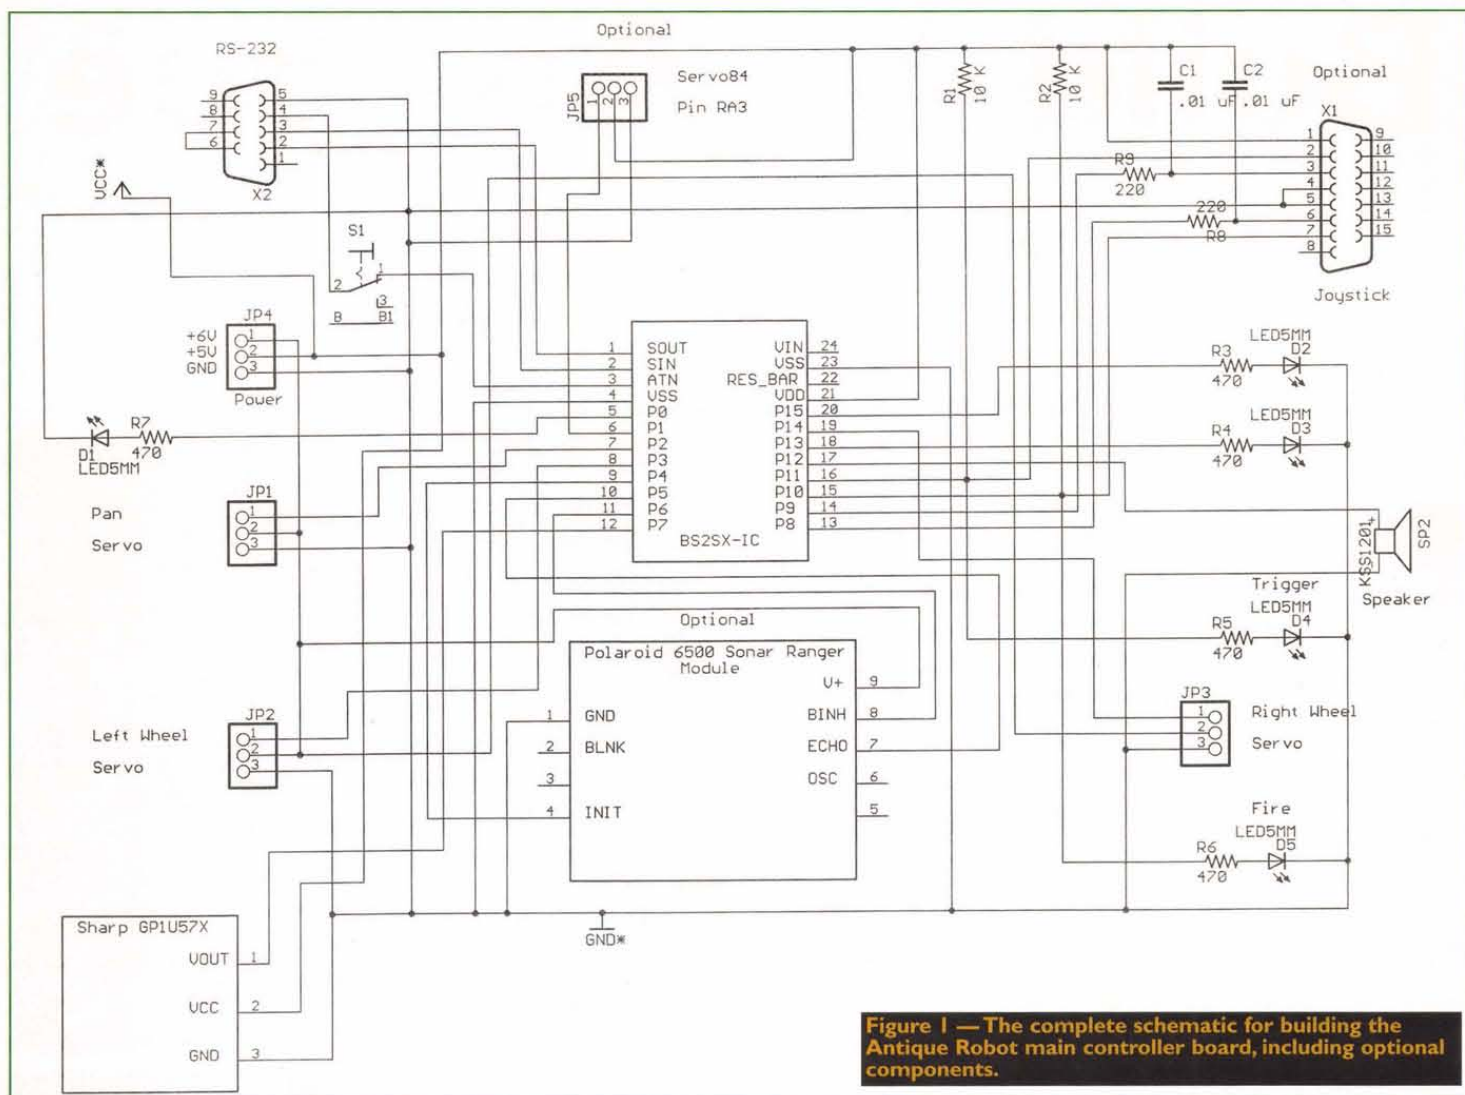 Optional
RS-232
9
8
7
6
5
4
3
2
1
X2
VCC*
JP5
1
2
3
Servo84
Pin RA3
R1
10 K
R2
10 K
C1
.01 uF
C2
.01 uF
Optional
X1
1
2
3
4
5
6
7
8
9
10
11
12
13
14
15
Joystick
R9
220
220
R8
S1
2
1
3
B
B1
JP4
+6V
+5V
GND
1
2
3
Power
D1
LED5MM
R7
470
JP1
Pan
Servo
1
2
3
JP2
Left Wheel
Servo
1
2
3
1 SOUT
2 SIN
3 ATN
4 VSS
5 P0
6 P1
7 P2
8 P3
9 P4
10 P5
11 P6
12 P7
VIN 24
VSS 23
RES_BAR 22
VDD 21
P15 20
P14 19
P13 18
P12 17
P11 16
P10 15
P9 14
P8 13
BS2SX-IC
LED5MM
R3
D2
470
LED5MM
R4
D3
470
KSS1201
+
SP2
Speaker
Trigger
LED5MM
R5
D4
470
JP3
1
2
3
Right Wheel
Servo
Fire
LED5MM
R6
D5
470
Optional
Polaroid 6500 Sonar Ranger
Module
1 GND
2 BLNK
3
4 INIT
V+ 9
BINH 8
ECHO 7
OSC 6
5
GND*
Sharp GP1U57X
VOUT 1
VCC 2
GND 3
Figure 1 — The complete schematic for building the
Antique Robot main controller board, including optional
components.